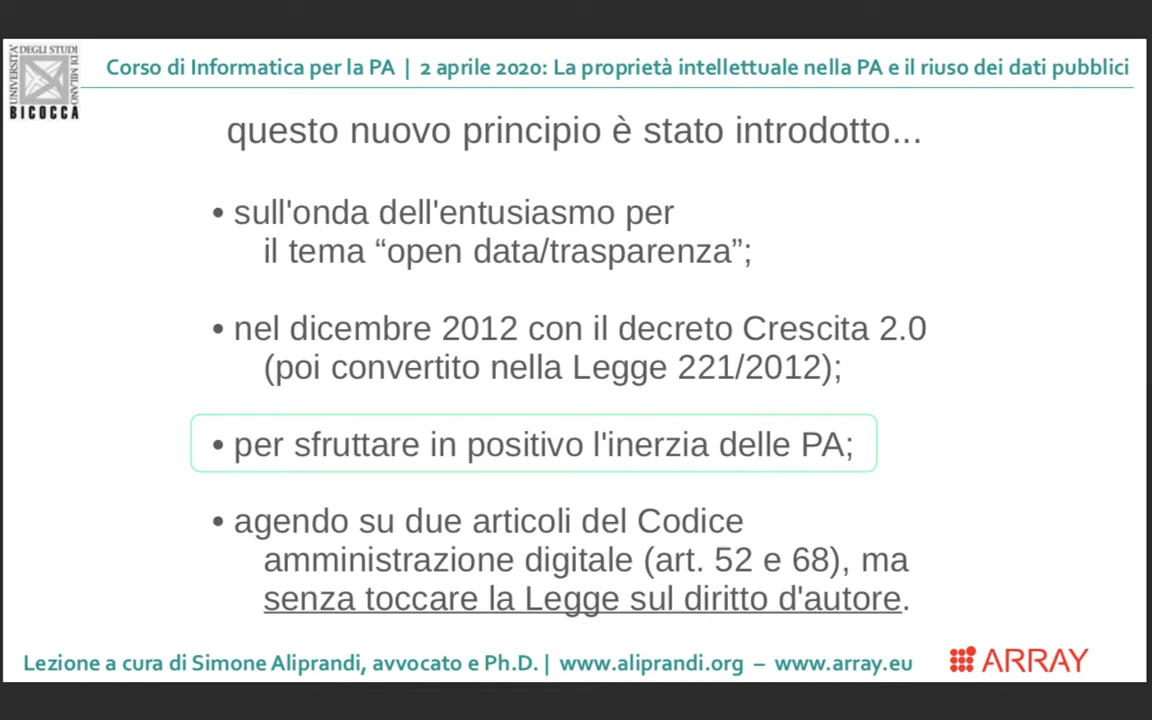 UNIVERSITA'
DEGLI STUDI
DI MILANO
BICOCCA
Corso di Informatica per la PA | 2 aprile 2020: La proprietà intellettuale nella PA e il riuso dei dati pubblici
questo nuovo principio è stato introdotto...
• sull'onda dell'entusiasmo per
il tema “open data/trasparenza”;
• nel dicembre 2012 con il decreto Crescita 2.0
(poi convertito nella Legge 221/2012);
• per sfruttare in positivo l'inerzia delle PA;
• agendo su due articoli del Codice
amministrazione digitale (art. 52 e 68), ma
senza toccare la Legge sul diritto d'autore.
Lezione a cura di Simone Aliprandi, avvocato e Ph.D. | www.aliprandi.org – www.array.eu
ARRAY